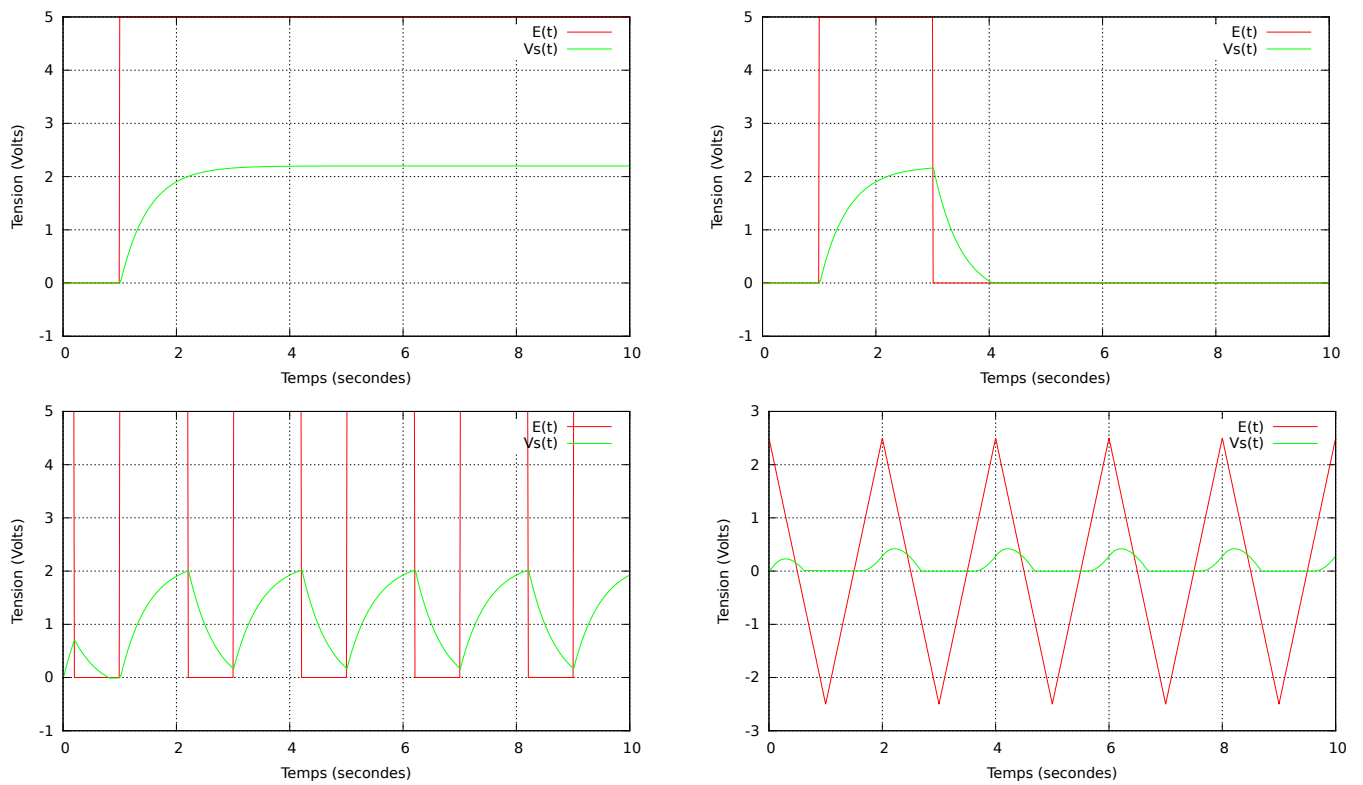 5
4
3
2
1
0
-1
Tension (Volts)
E(t)
Vs(t)
0 2 4 6 8 10
Temps (secondes)
5
4
3
2
1
0
-1
Tension (Volts)
E(t)
Vs(t)
0 2 4 6 8 10
Temps (secondes)
5
4
3
2
1
0
-1
Tension (Volts)
E(t)
Vs(t)
0 2 4 6 8 10
Temps (secondes)
3
2
1
0
-1
-2
-3
Tension (Volts)
E(t)
Vs(t)
0 2 4 6 8 10
Temps (secondes)